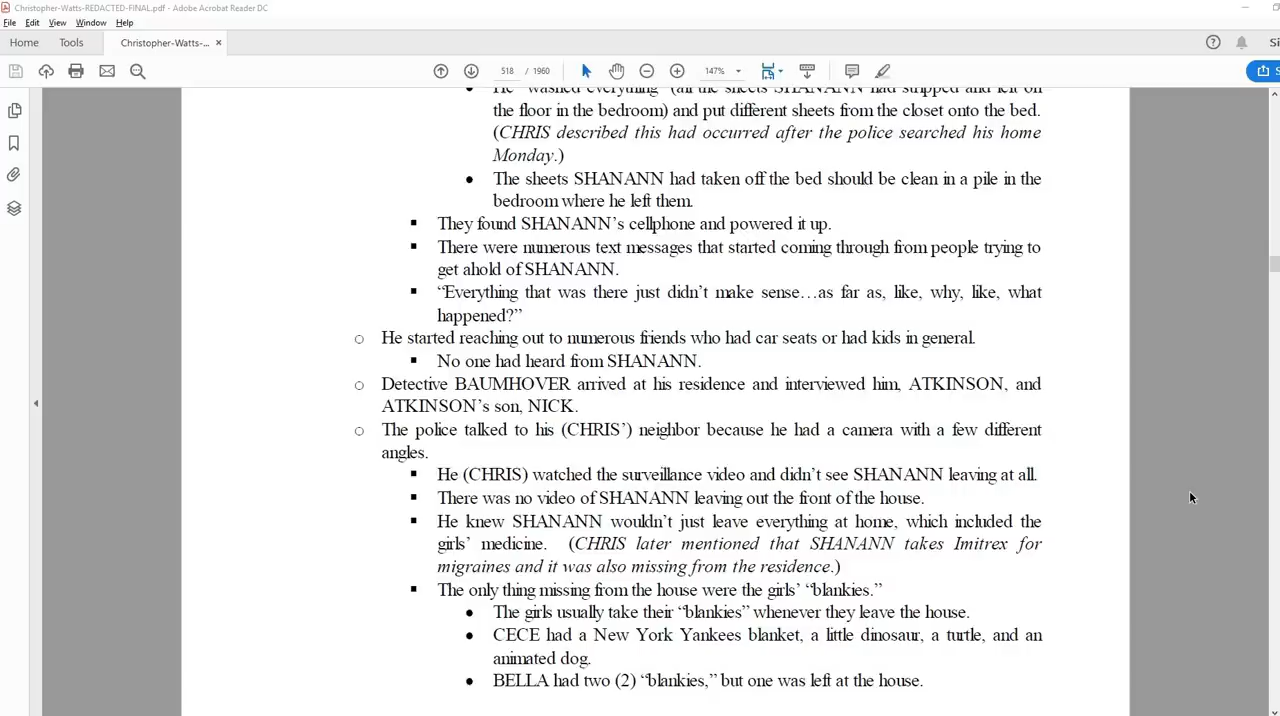 Christopher-Watts-REDACTED-FINAL.pdf - Adobe Acrobat Reader DC
File Edit View Window Help
Home Tools Christopher-Watts-... ×
518 / 1960 147%
He “washed everything” (all the sheets SHANANN had stripped and left on
the floor in the bedroom) and put different sheets from the closet onto the bed.
(CHRIS described this had occurred after the police searched his home
Monday.)
● The sheets SHANANN had taken off the bed should be clean in a pile in the
bedroom where he left them.
▪ They found SHANANN’s cellphone and powered it up.
▪ There were numerous text messages that started coming through from people trying to
get ahold of SHANANN.
▪ “Everything that was there just didn’t make sense…as far as, like, why, like, what
happened?”
○ He started reaching out to numerous friends who had car seats or had kids in general.
▪ No one had heard from SHANANN.
○ Detective BAUMHOVER arrived at his residence and interviewed him, ATKINSON, and
ATKINSON’s son, NICK.
○ The police talked to his (CHRIS’) neighbor because he had a camera with a few different
angles.
▪ He (CHRIS) watched the surveillance video and didn’t see SHANANN leaving at all.
▪ There was no video of SHANANN leaving out the front of the house.
▪ He knew SHANANN wouldn’t just leave everything at home, which included the
girls’ medicine. (CHRIS later mentioned that SHANANN takes Imitrex for
migraines and it was also missing from the residence.)
▪ The only thing missing from the house were the girls’ “blankies.”
● The girls usually take their “blankies” whenever they leave the house.
● CECE had a New York Yankees blanket, a little dinosaur, a turtle, and an
animated dog.
● BELLA had two (2) “blankies,” but one was left at the house.